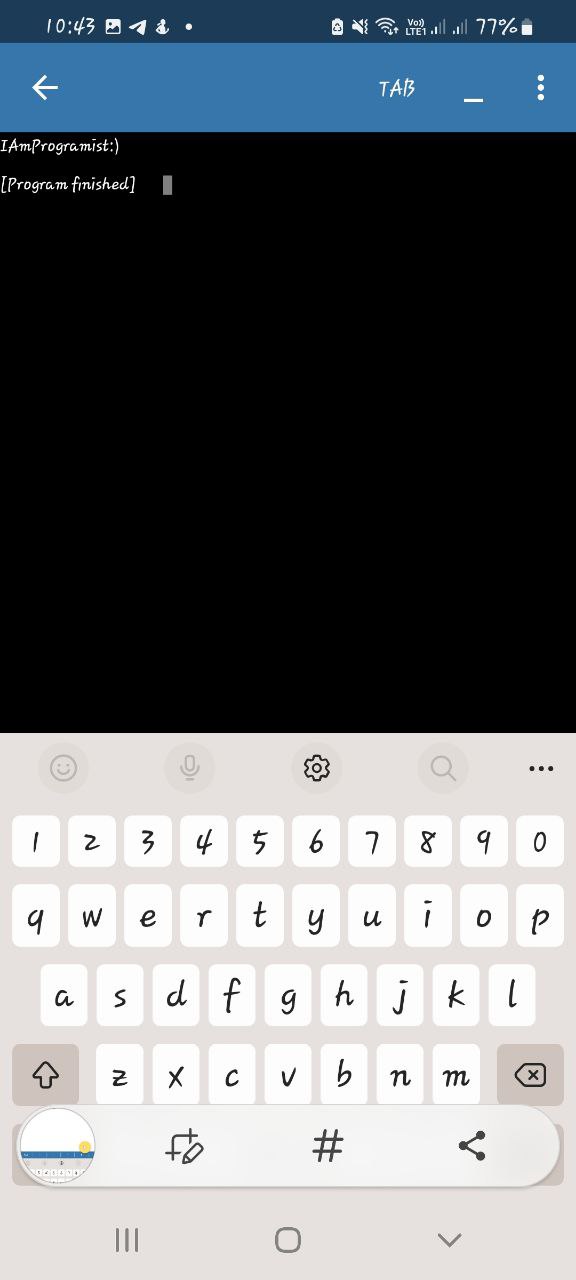 10:43 Vo)) LTE1 77%
TAB
IAmProgramist:)
[Program finished]
1 2 3 4 5 6 7 8 9 0
q w e r t y u i o p
a s d f g h j k l
z x c v b n m
#